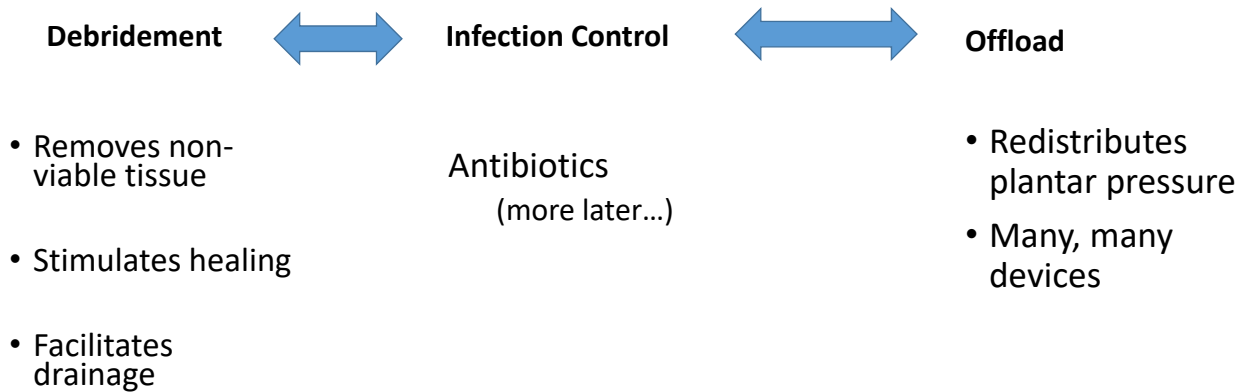 Debridement
Infection Control
Offload
• Removes non-
viable tissue
• Stimulates healing
• Facilitates
drainage
Antibiotics
(more later…)
• Redistributes
plantar pressure
• Many, many
devices